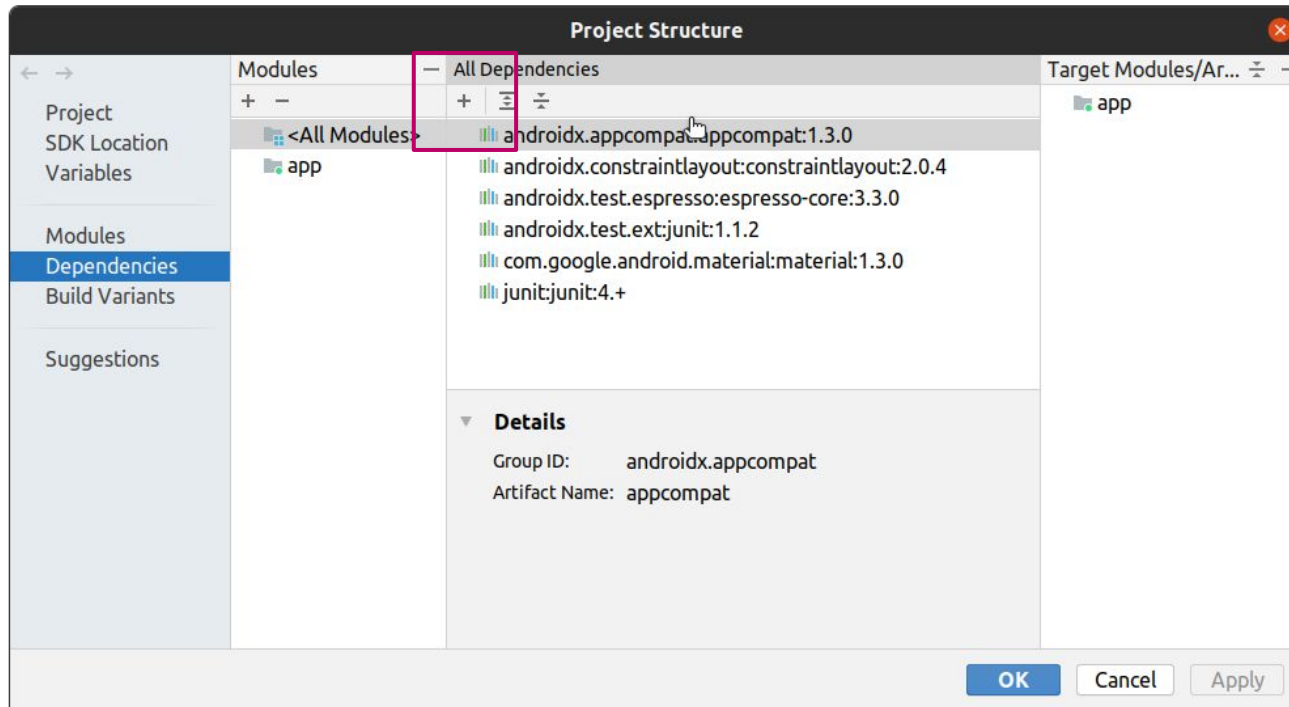 Project Structure
Project
SDK Location
Variables
Modules
Dependencies
Build Variants
Suggestions
Modules
<All Modules>
app
All Dependencies
androidx.appcompat:appcompat:1.3.0
androidx.constraintlayout:constraintlayout:2.0.4
androidx.test.espresso:espresso-core:3.3.0
androidx.test.ext:junit:1.1.2
com.google.android.material:material:1.3.0
junit:junit:4.+
Details
Group ID: androidx.appcompat
Artifact Name: appcompat
Target Modules/Ar...
app
OK Cancel Apply